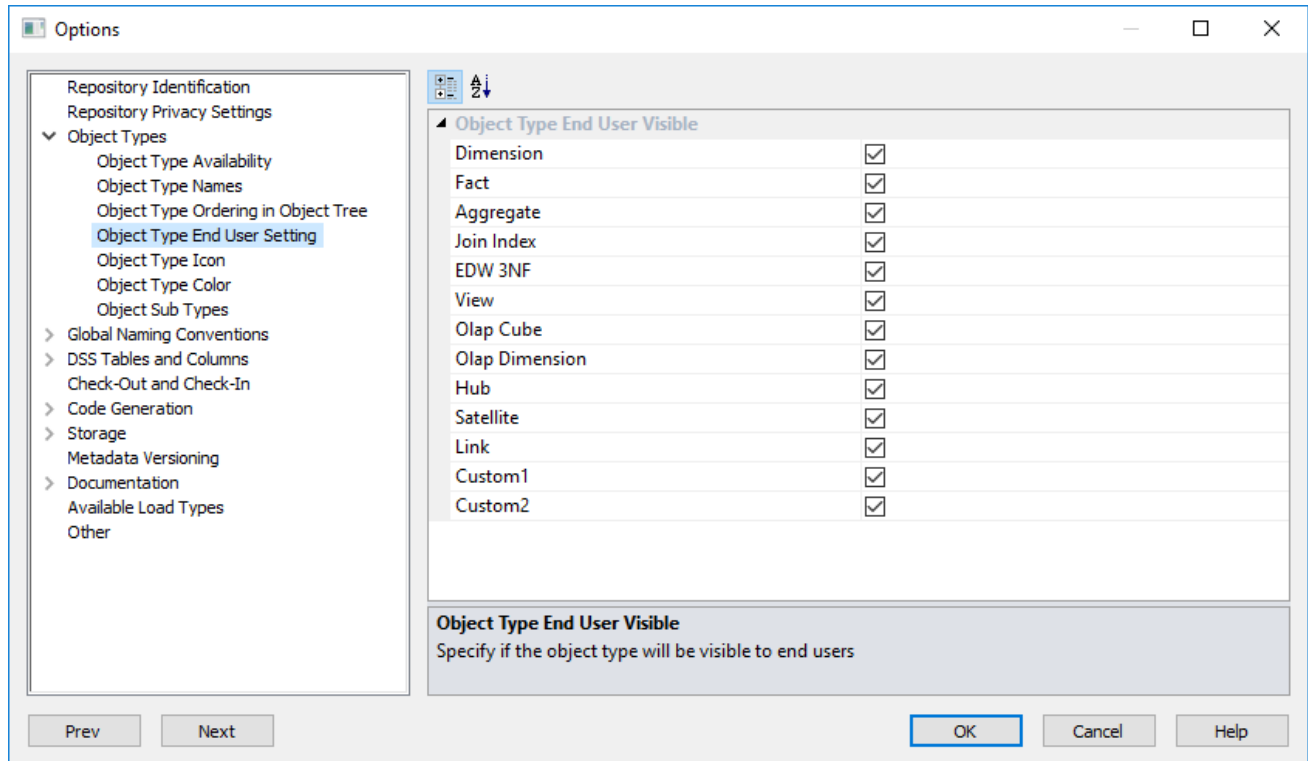 Options
Repository Identification
Repository Privacy Settings
Object Types
Object Type Availability
Object Type Names
Object Type Ordering in Object Tree
Object Type End User Setting
Object Type Icon
Object Type Color
Object Sub Types
Global Naming Conventions
DSS Tables and Columns
Check-Out and Check-In
Code Generation
Storage
Metadata Versioning
Documentation
Available Load Types
Other
Object Type End User Visible
Dimension
Fact
Aggregate
Join Index
EDW 3NF
View
Olap Cube
Olap Dimension
Hub
Satellite
Link
Custom1
Custom2
Object Type End User Visible
Specify if the object type will be visible to end users
Prev Next OK Cancel Help